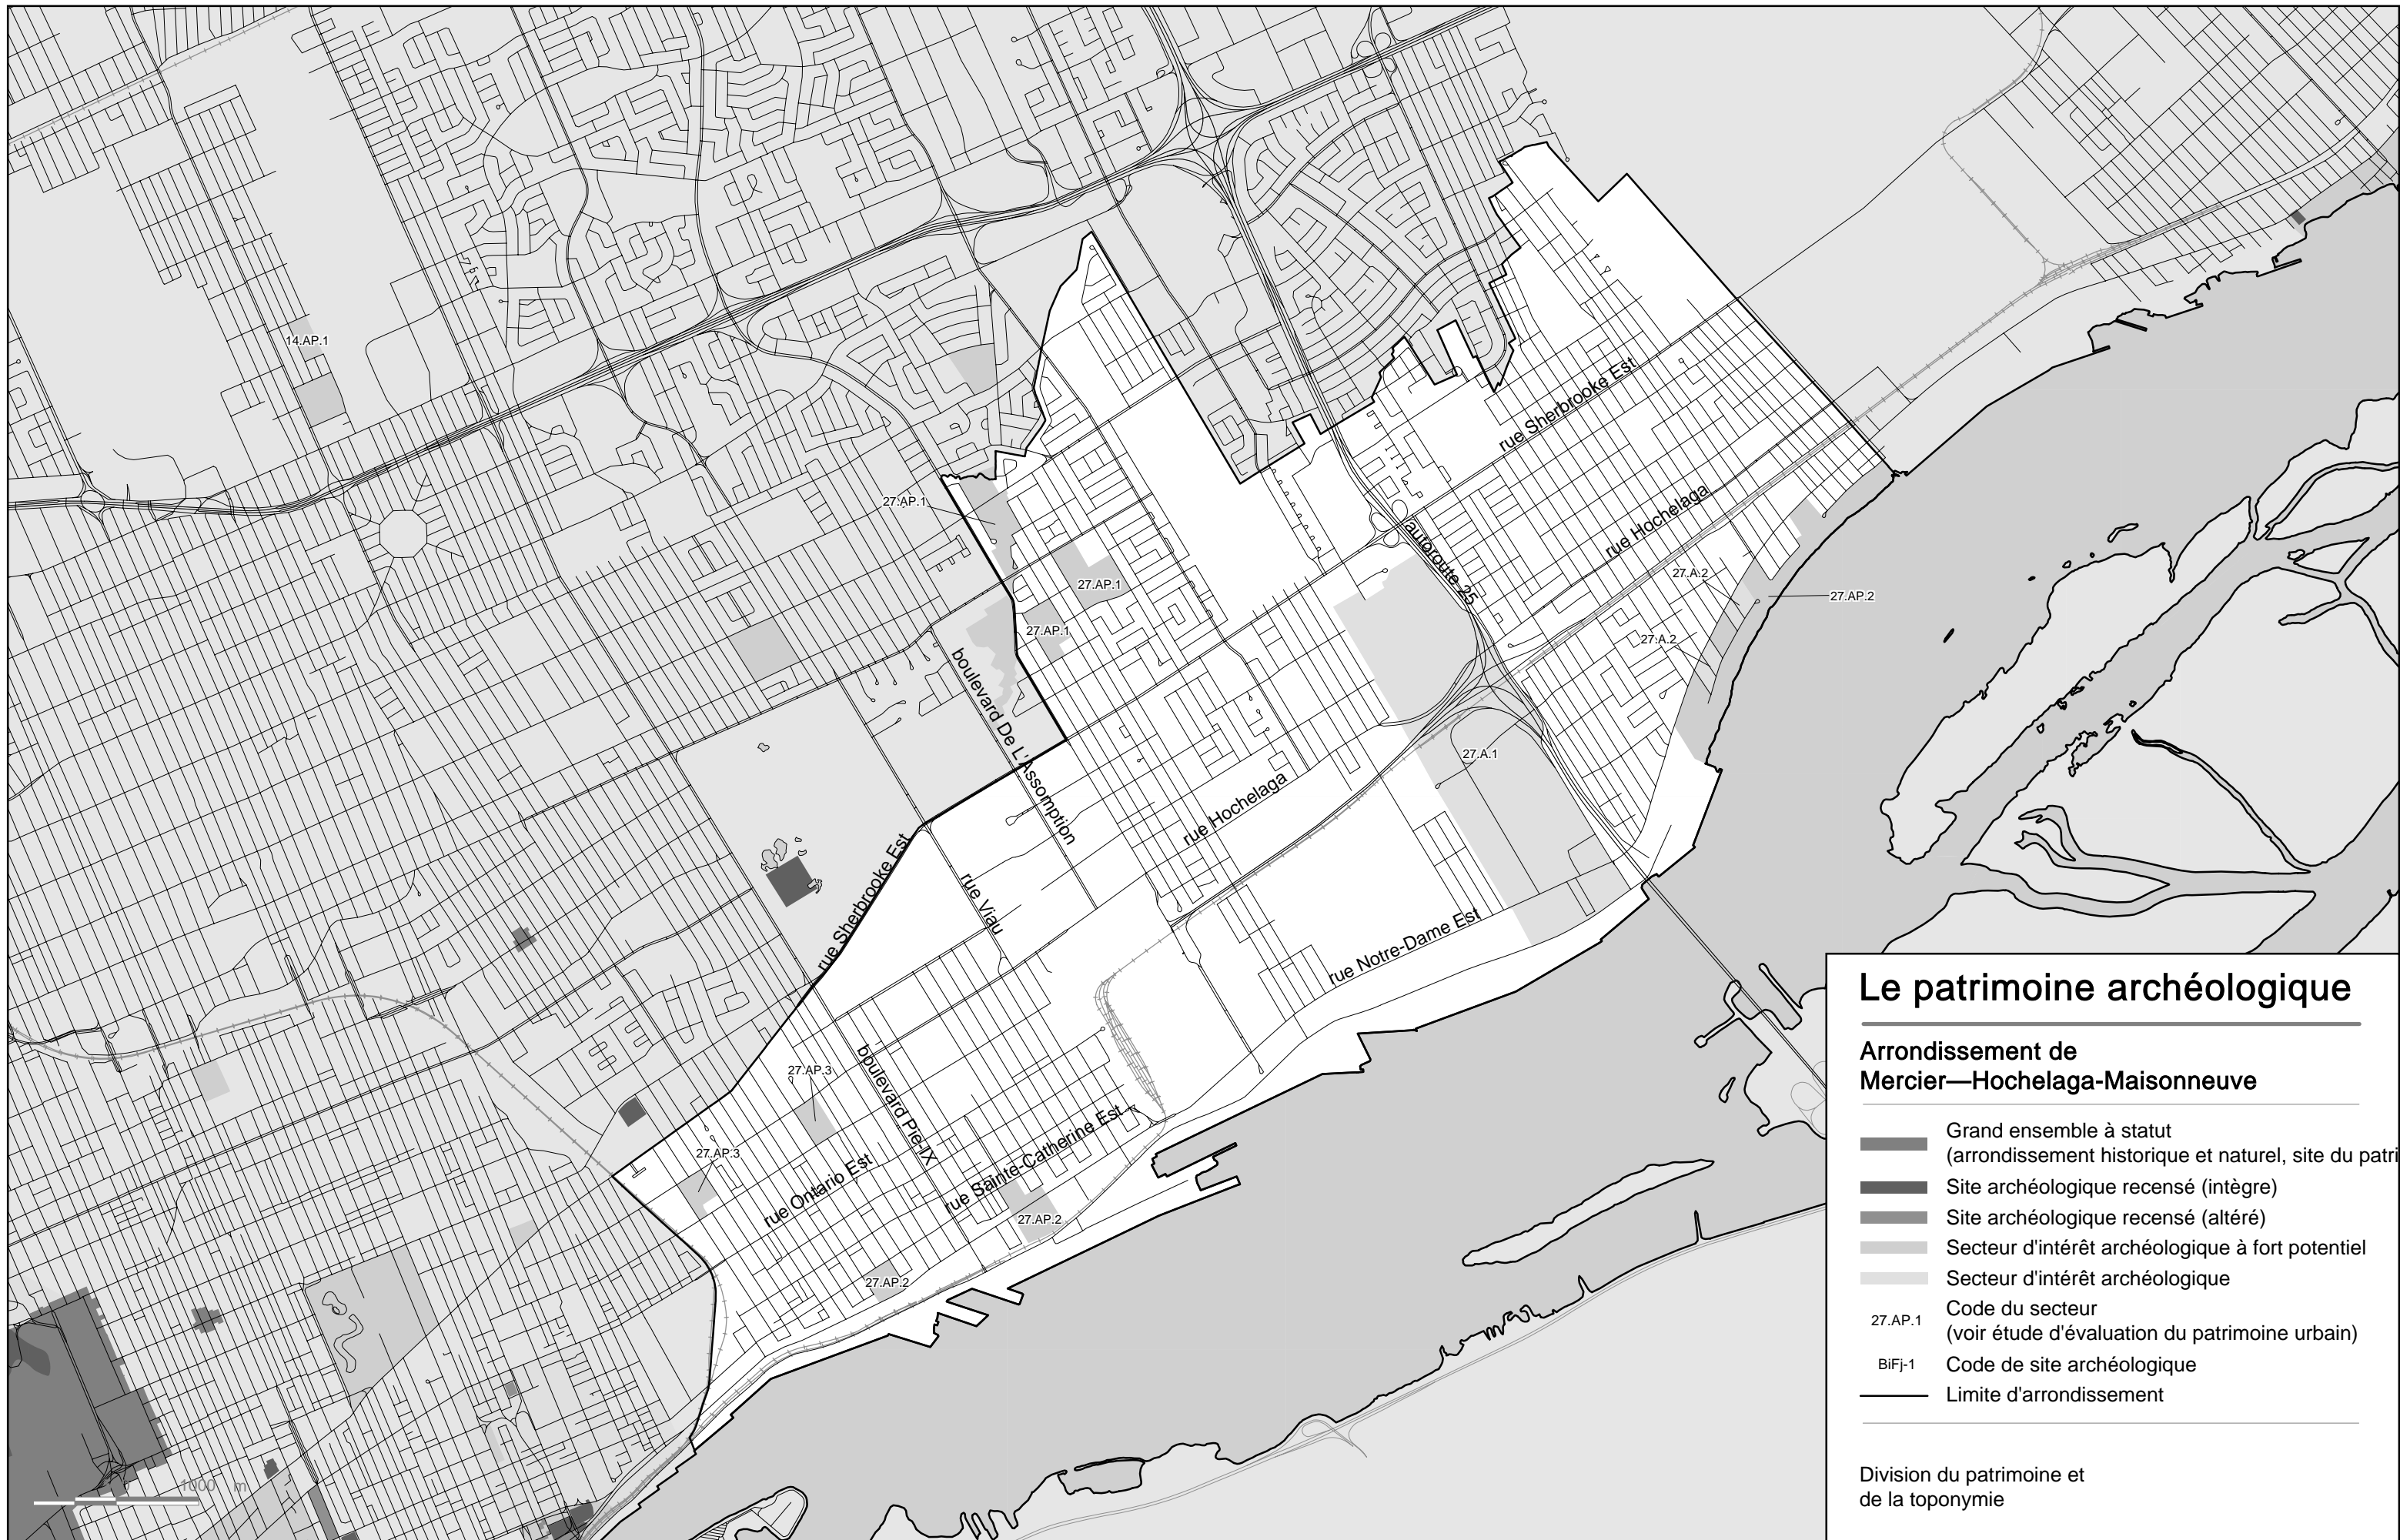 14.AP.1
27.AP.1
27.AP.1
27.AP.1
boulevard De L'Assomption
rue Sherbrooke Est
autoroute 25
rue Hochelaga
27.A.2
27.A.2
27.AP.2
27.A.1
rue Hochelaga
rue Sherbrooke Est
rue Viau
rue Notre-Dame Est
27.AP.3
boulevard Pie-IX
27.AP.3
rue Ontario Est
rue Sainte-Catherine Est
27.AP.2
27.AP.2
0 1000 m
Le patrimoine archéologique
Arrondissement de
Mercier—Hochelaga-Maisonneuve
Grand ensemble à statut
(arrondissement historique et naturel, site du patri
Site archéologique recensé (intègre)
Site archéologique recensé (altéré)
Secteur d'intérêt archéologique à fort potentiel
Secteur d'intérêt archéologique
27.AP.1 Code du secteur
(voir étude d'évaluation du patrimoine urbain)
BiFj-1 Code de site archéologique
Limite d'arrondissement
Division du patrimoine et
de la toponymie